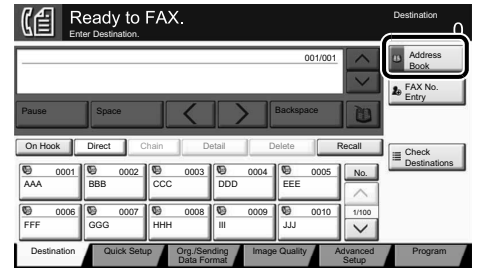 Ready to FAX.
Enter Destination.
Destination
0
001/001
Address
Book
FAX No.
Entry
Pause
Space
Backspace
On Hook
Direct
Chain
Detail
Delete
Recall
Check
Destinations
0001
AAA
0002
BBB
0003
CCC
0004
DDD
0005
EEE
No.
0006
FFF
0007
GGG
0008
HHH
0009
III
0010
JJJ
1/100
Destination
Quick Setup
Org./Sending
Data Format
Image Quality
Advanced
Setup
Program